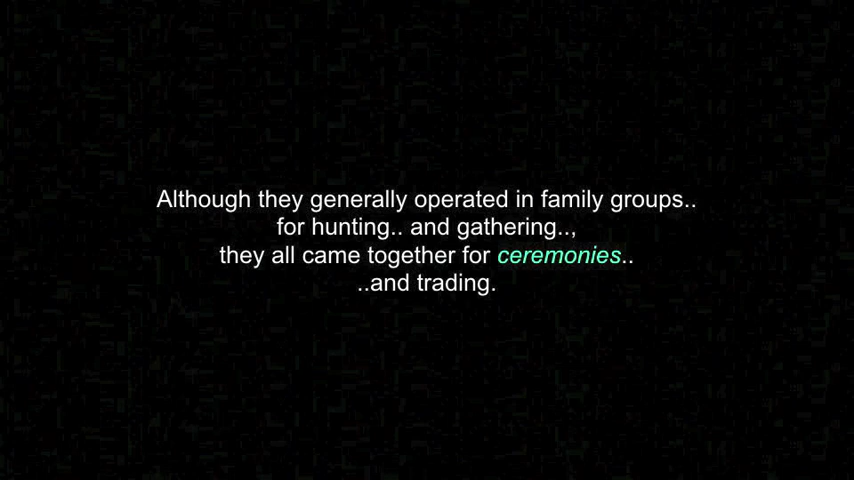 Although they generally operated in family groups..
for hunting.. and gathering..,
they all came together for ceremonies..
..and trading.